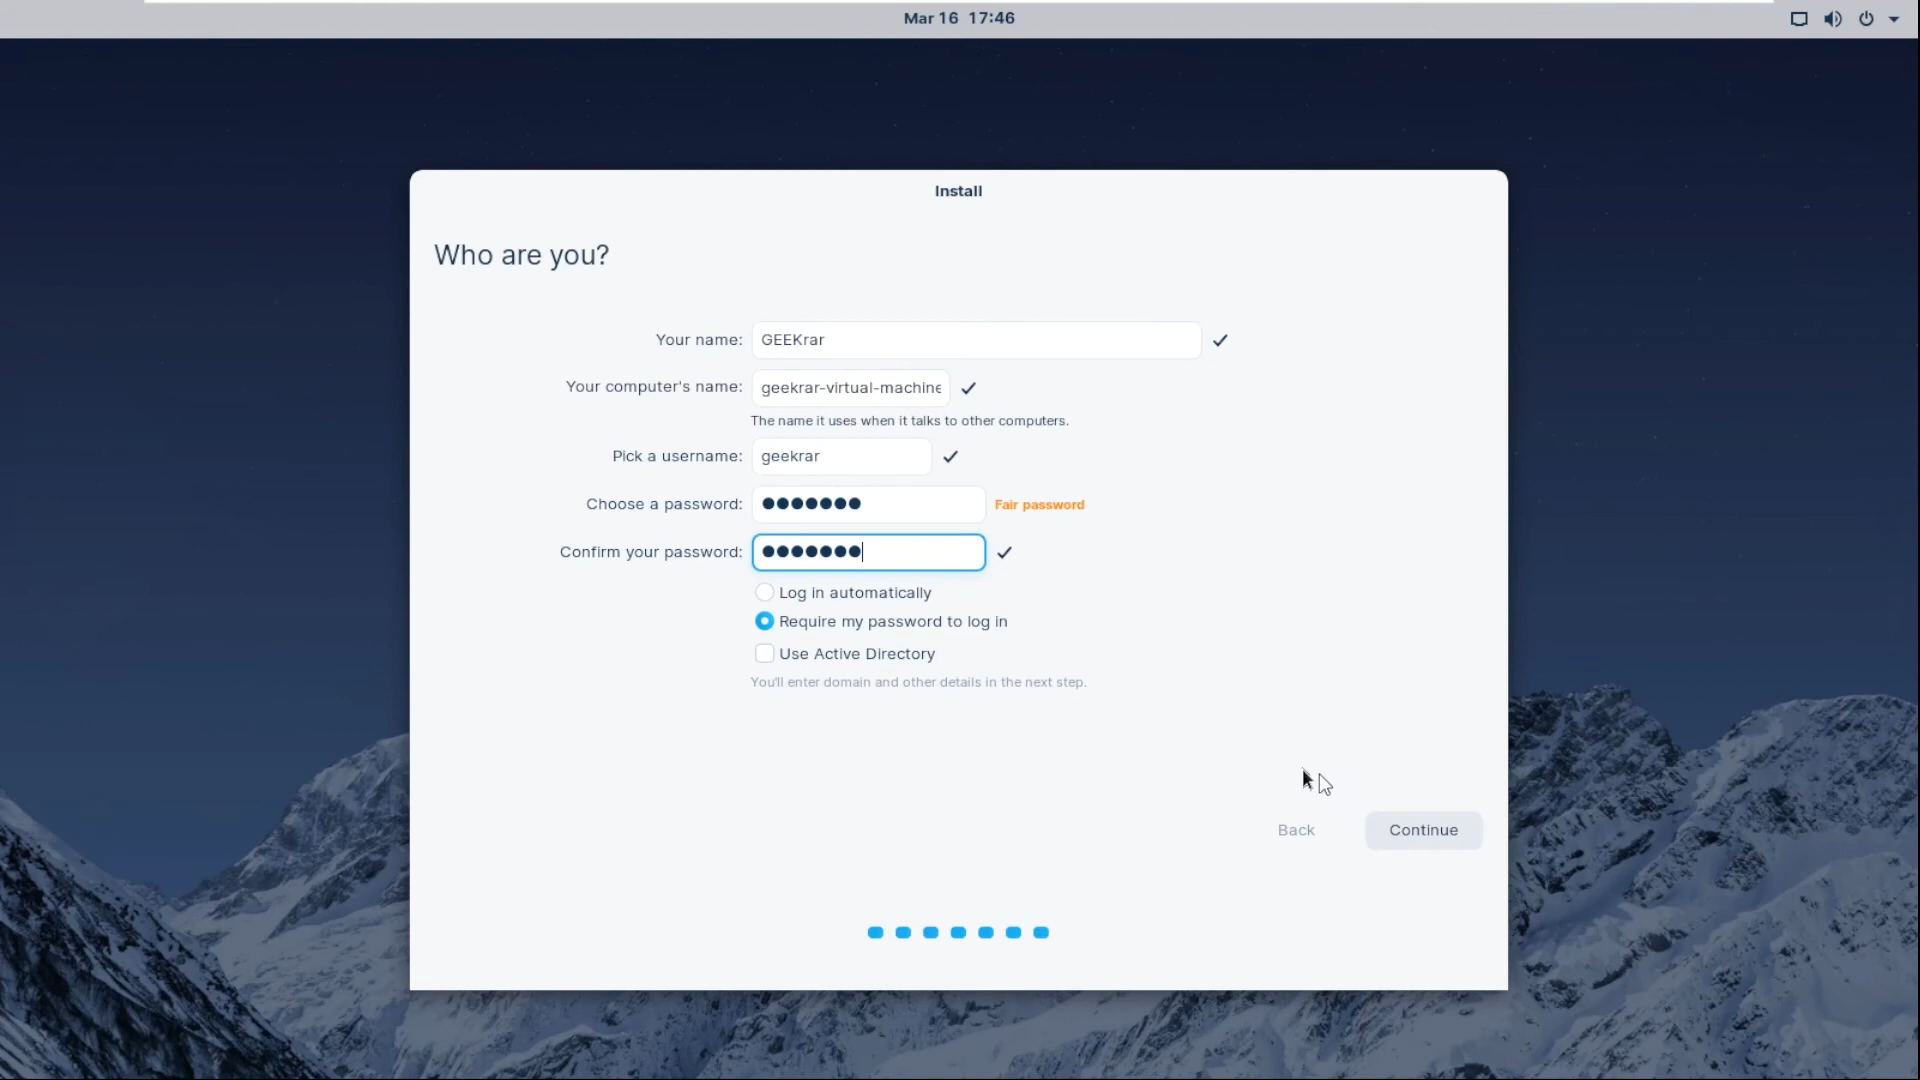 Mar 16 17:46
Install
Who are you?
Your name: GEEKrar
Your computer's name: geekrar-virtual-machine
The name it uses when it talks to other computers.
Pick a username: geekrar
Choose a password: ●●●●●●● Fair password
Confirm your password: ●●●●●●●
Log in automatically
Require my password to log in
Use Active Directory
You'll enter domain and other details in the next step.
Back Continue